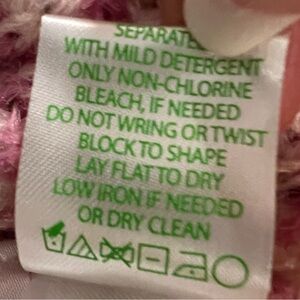 SEPARATELY
WITH MILD DETERGENT
ONLY NON-CHLORINE
BLEACH, IF NEEDED
DO NOT WRING OR TWIST
BLOCK TO SHAPE
LAY FLAT TO DRY
LOW IRON IF NEEDED
OR DRY CLEAN